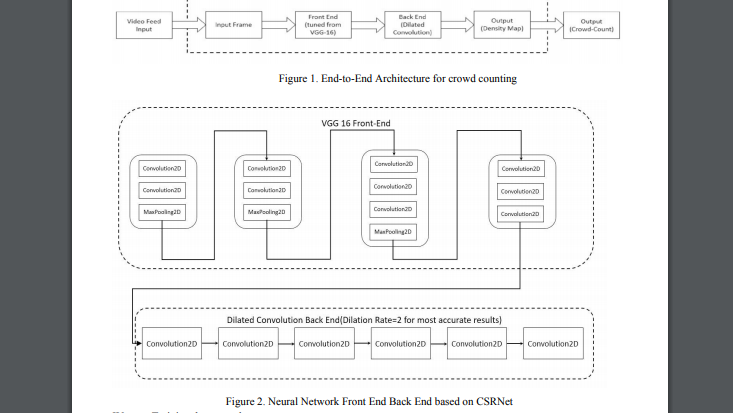 Video Feed
Input
Input Frame
Front End
(tuned from
VGG-16)
Back End
(Dilated
Convolution)
Output
(Density Map)
Output
(Crowd-Count)
Figure 1. End-to-End Architecture for crowd counting
VGG 16 Front-End
Convolution2D
Convolution2D
MaxPooling2D
Convolution2D
Convolution2D
MaxPooling2D
Convolution2D
Convolution2D
Convolution2D
MaxPooling2D
Convolution2D
Convolution2D
Convolution2D
Dilated Convolution Back End(Dilation Rate=2 for most accurate results)
Convolution2D
Convolution2D
Convolution2D
Convolution2D
Convolution2D
Convolution2D
Figure 2. Neural Network Front End Back End based on CSRNet